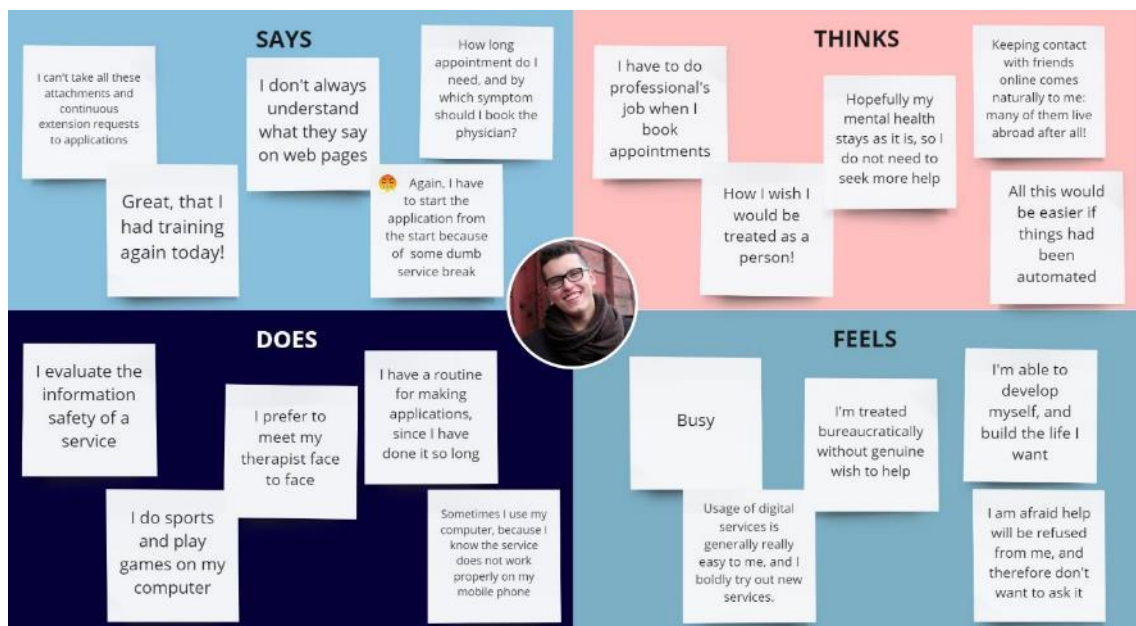 SAYS
I can't take all these
attachments and
continuous
extension requests
to applications
I don't always
understand
what they say
on web pages
How long
appointment do I
need, and by
which symptom
should I book the
physician?
Great, that I
had training
again today!
Again, I have
to start the
application from
the start because
of some dumb
service break
THINKS
I have to do
professional's
job when I
book
appointments
Hopefully my
mental health
stays as it is, so I
do not need to
seek more help
Keeping contact
with friends
online comes
naturally to me:
many of them live
abroad after all!
How I wish I
would be
treated as a
person!
All this would
be easier if
things had
been
automated
DOES
I evaluate the
information
safety of a
service
I prefer to
meet my
therapist face
to face
I have a routine
for making
applications,
since I have
done it so long
I do sports
and play
games on my
computer
Sometimes I use my
computer, because I
know the service
does not work
properly on my
mobile phone
FEELS
Busy
I'm treated
bureaucratically
without genuine
wish to help
I'm able to
develop
myself, and
build the life I
want
Usage of digital
services is
generally really
easy to me, and I
boldly try out new
services.
I am afraid help
will be refused
from me, and
therefore don't
want to ask it